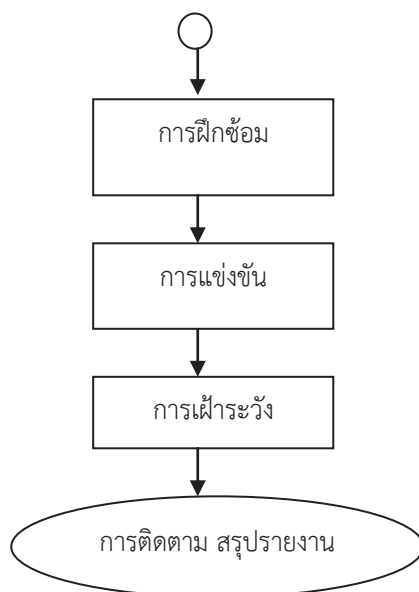 การฝึกซ้อม
การแข่งขัน
การเฝ้าระวัง
การติดตาม สรุปรายงาน